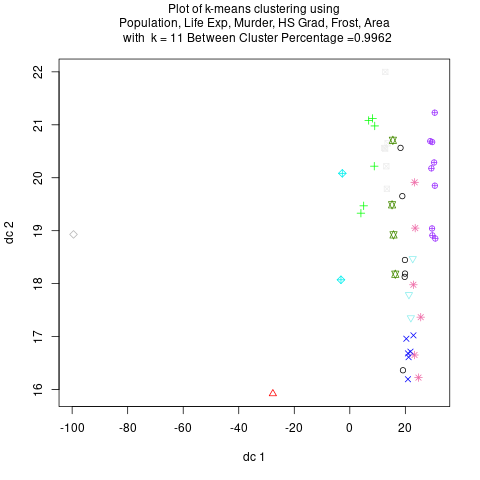 Plot of k-means clustering using
Population, Life Exp, Murder, HS Grad, Frost, Area
with  k = 11 Between Cluster Percentage =0.9962
22
21
20
19
18
17
16
dc 2
-100 -80 -60 -40 -20 0 20
dc 1